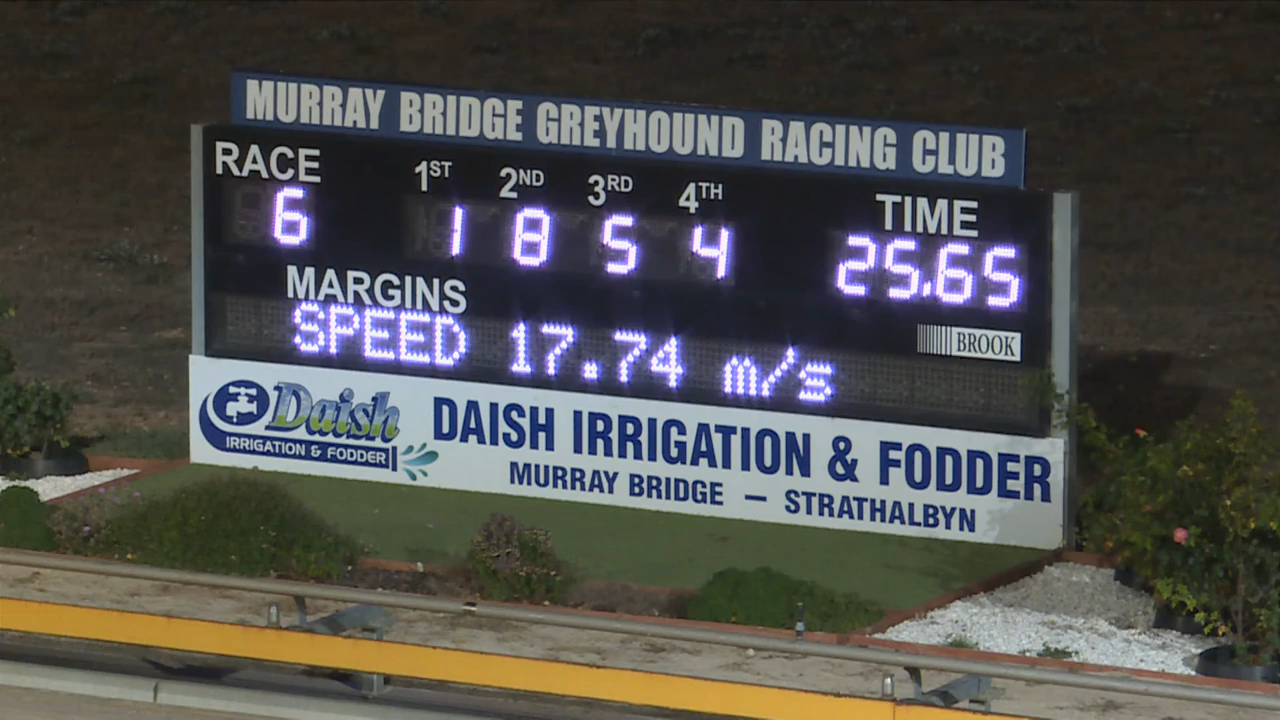 MURRAY BRIDGE GREYHOUND RACING CLUB
RACE 1ST 2ND 3RD 4TH TIME
6 1 8 5 4 25.65
MARGINS
SPEED 17.74 m/s
BROOK
Daish
IRRIGATION & FODDER
DAISH IRRIGATION & FODDER
MURRAY BRIDGE — STRATHALBYN